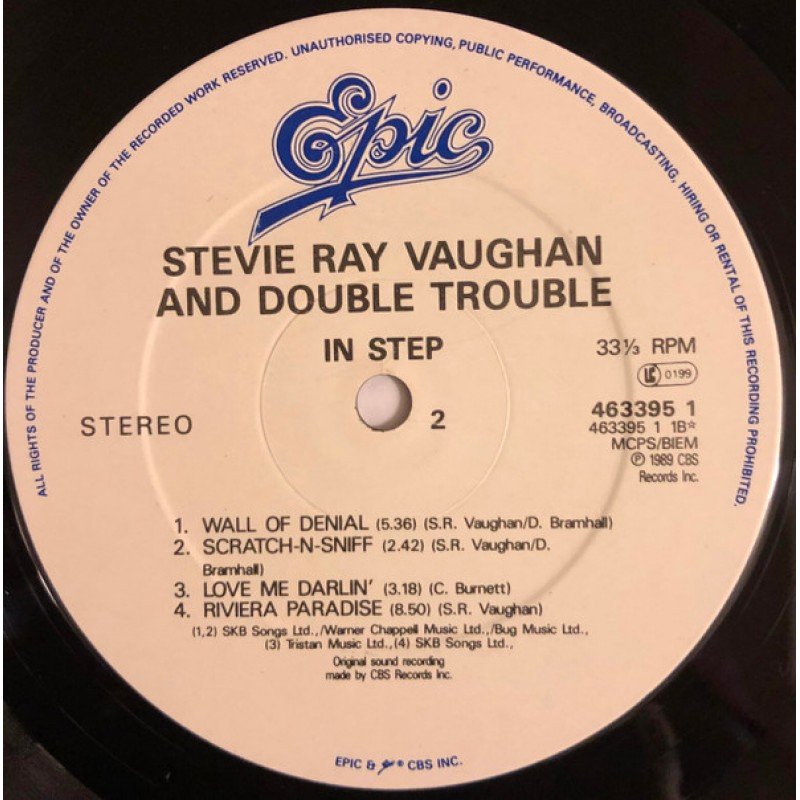 ALL RIGHTS OF THE PRODUCER AND OF THE OWNER OF THE RECORDED WORK RESERVED. UNAUTHORISED COPYING, PUBLIC PERFORMANCE, BROADCASTING, HIRING OR RENTAL OF THIS RECORDING PROHIBITED.
Epic
STEVIE RAY VAUGHAN
AND DOUBLE TROUBLE
IN STEP
33⅓ RPM
LC 0199
STEREO
2
463395 1
463395 1 1B*
MCPS/BIEM
℗ 1989 CBS
Records Inc.
1. WALL OF DENIAL (5.36) (S.R. Vaughan/D. Bramhall)
2. SCRATCH-N-SNIFF (2.42) (S.R. Vaughan/D.
Bramhall)
3. LOVE ME DARLIN' (3.18) (C. Burnett)
4. RIVIERA PARADISE (8.50) (S.R. Vaughan)
(1,2) SKB Songs Ltd.,/Warner Chappell Music Ltd.,/Bug Music Ltd.,
(3) Tristan Music Ltd.,(4) SKB Songs Ltd.,
Original sound recording
made by CBS Records Inc.
EPIC & Epic ® CBS INC.